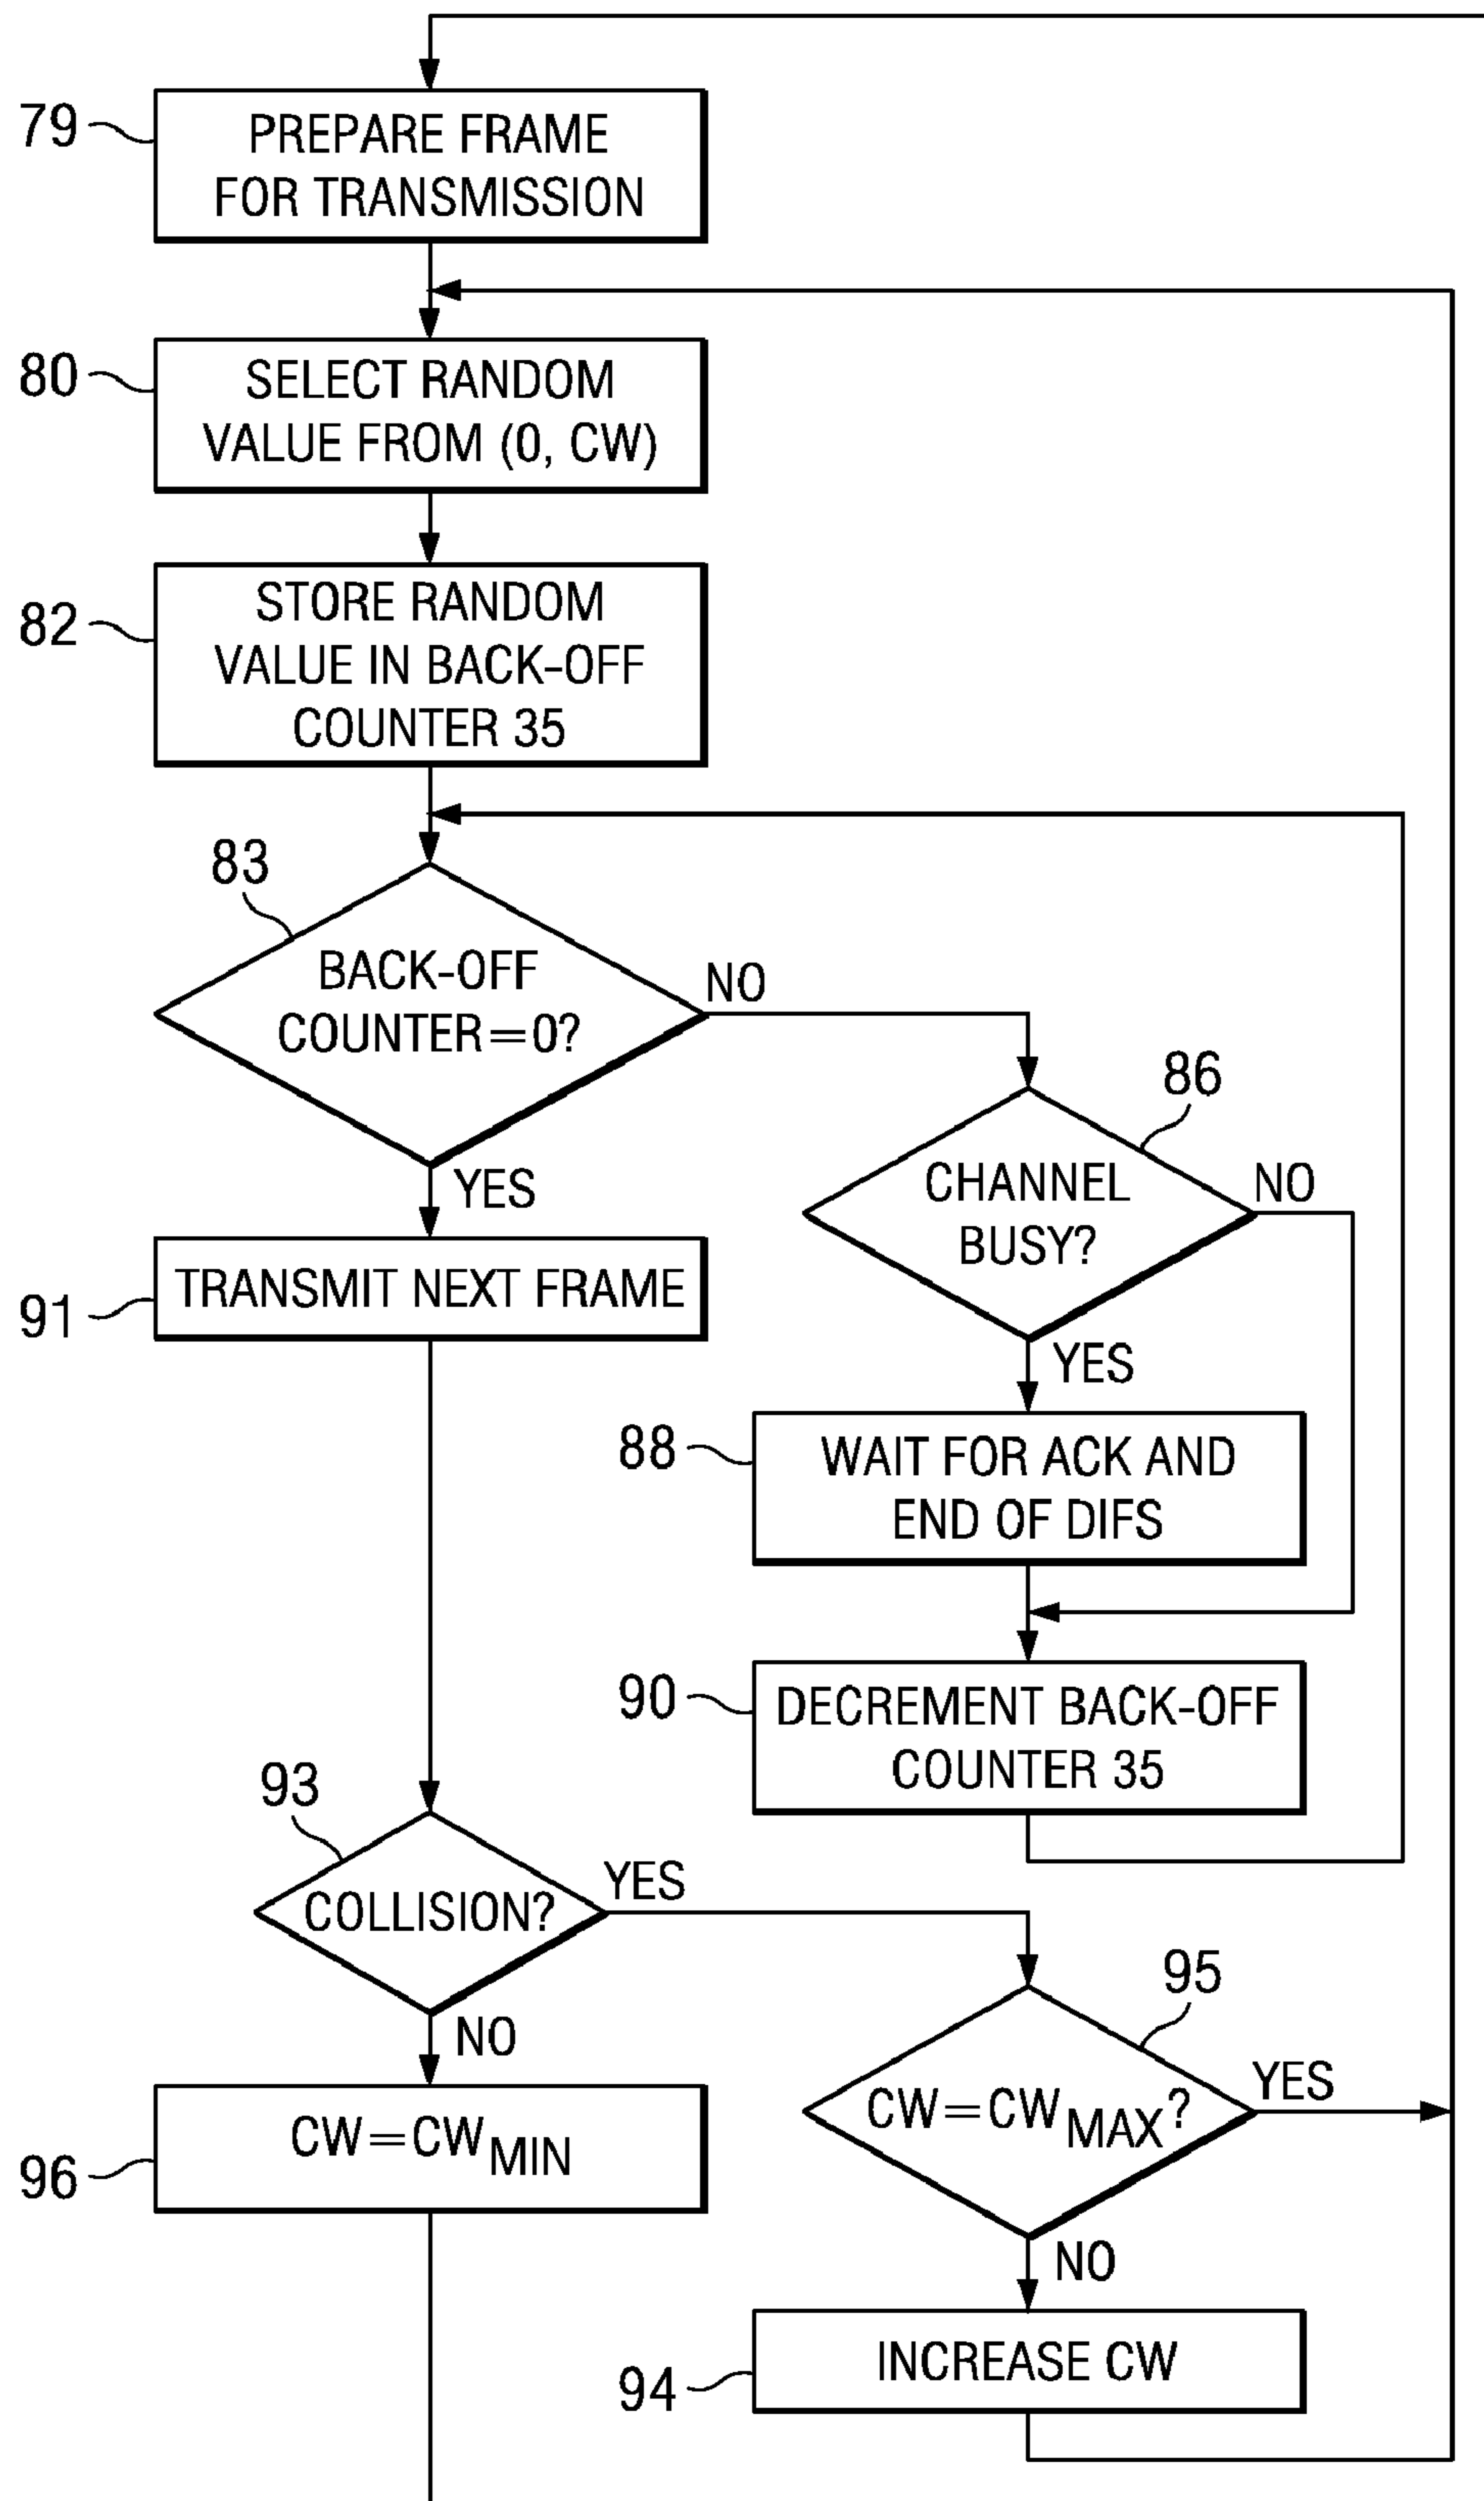 79
PREPARE FRAME
FOR TRANSMISSION
80
SELECT RANDOM
VALUE FROM (0, CW)
82
STORE RANDOM
VALUE IN BACK-OFF
COUNTER 35
83
BACK-OFF
COUNTER=0?
NO
YES
86
CHANNEL
BUSY?
NO
YES
91
TRANSMIT NEXT FRAME
88
WAIT FOR ACK AND
END OF DIFS
90
DECREMENT BACK-OFF
COUNTER 35
93
COLLISION?
YES
NO
95
CW=CWMAX?
YES
NO
96
CW=CWMIN
94
INCREASE CW